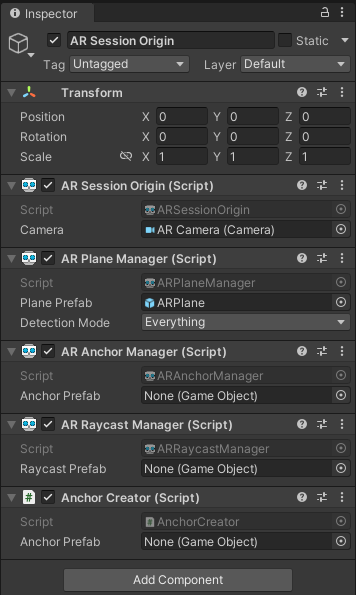 Inspector
AR Session Origin Static
Tag Untagged Layer Default
Transform
Position X 0 Y 0 Z 0
Rotation X 0 Y 0 Z 0
Scale X 1 Y 1 Z 1
AR Session Origin (Script)
Script ARSessionOrigin
Camera AR Camera (Camera)
AR Plane Manager (Script)
Script ARPlaneManager
Plane Prefab ARPlane
Detection Mode Everything
AR Anchor Manager (Script)
Script ARAnchorManager
Anchor Prefab None (Game Object)
AR Raycast Manager (Script)
Script ARRaycastManager
Raycast Prefab None (Game Object)
# Anchor Creator (Script)
Script # AnchorCreator
Anchor Prefab None (Game Object)
Add Component